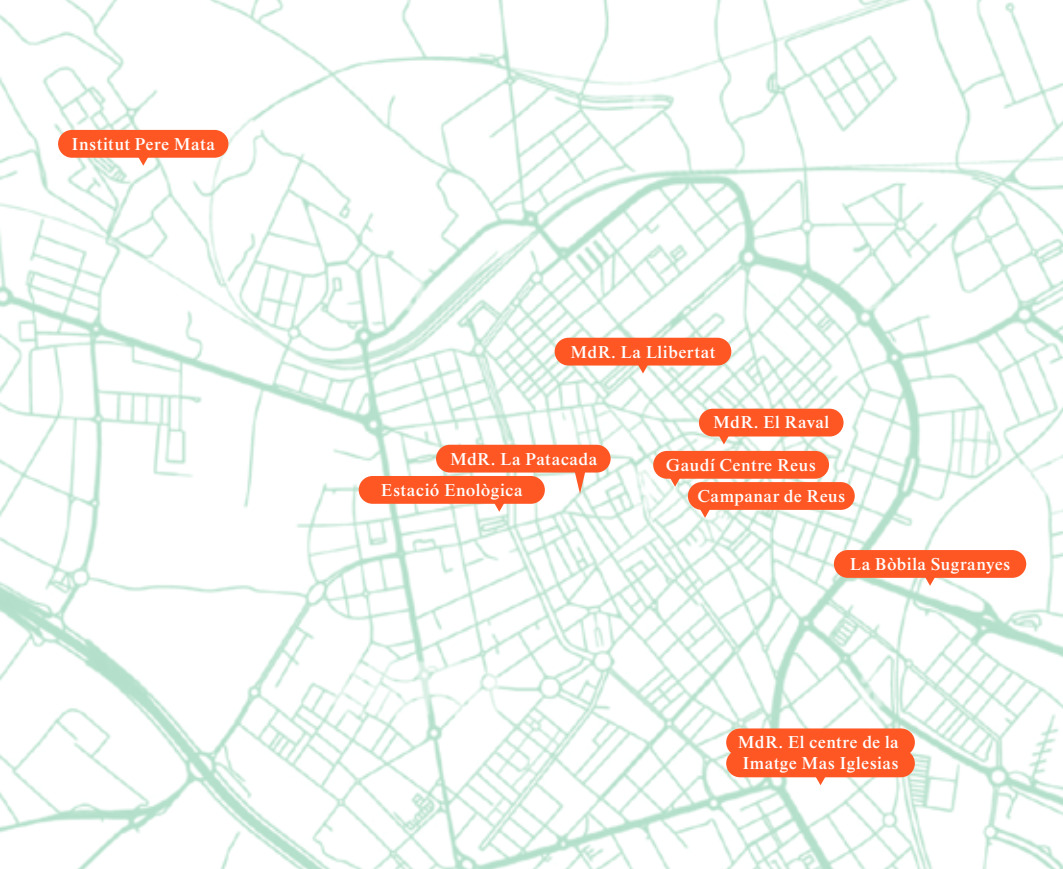 Institut Pere Mata
MdR. La Llibertat
MdR. El Raval
MdR. La Patacada
Gaudí Centre Reus
Estació Enològica
Campanar de Reus
La Bòbila Sugranyes
MdR. El centre de la
Imatge Mas Iglesias